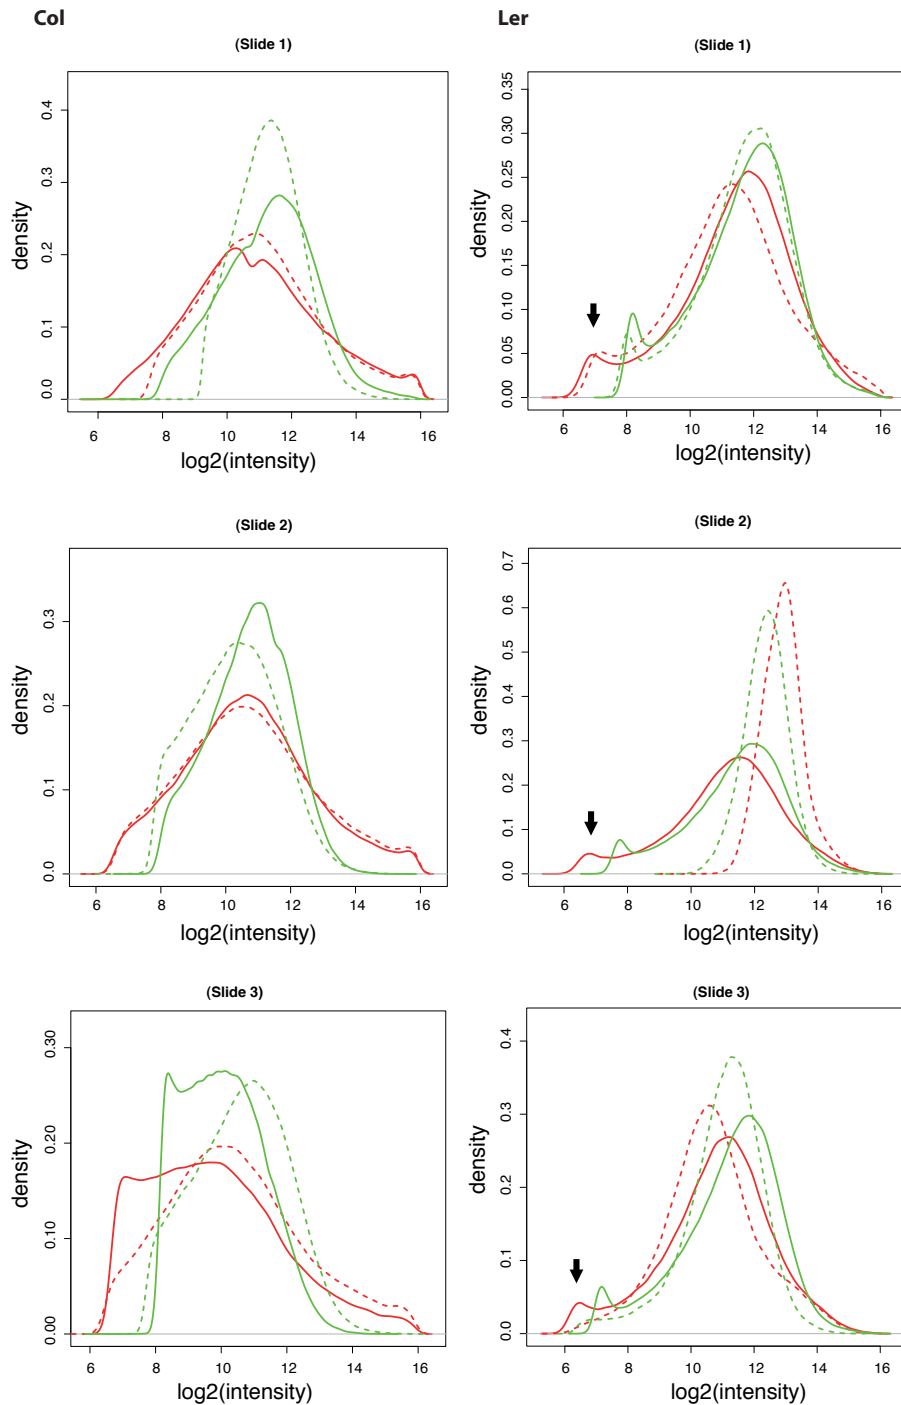 Col
Ler
(Slide 1)
density
0.0 0.1 0.2 0.3 0.4
6 8 10 12 14 16
log2(intensity)
(Slide 1)
density
0.00 0.05 0.10 0.15 0.20 0.25 0.30 0.35
6 8 10 12 14 16
log2(intensity)
(Slide 2)
density
0.0 0.1 0.2 0.3
6 8 10 12 14 16
log2(intensity)
(Slide 2)
density
0.0 0.1 0.2 0.3 0.4 0.5 0.6 0.7
6 8 10 12 14 16
log2(intensity)
(Slide 3)
density
0.00 0.10 0.20 0.30
6 8 10 12 14 16
log2(intensity)
(Slide 3)
density
0.0 0.1 0.2 0.3 0.4
6 8 10 12 14 16
log2(intensity)